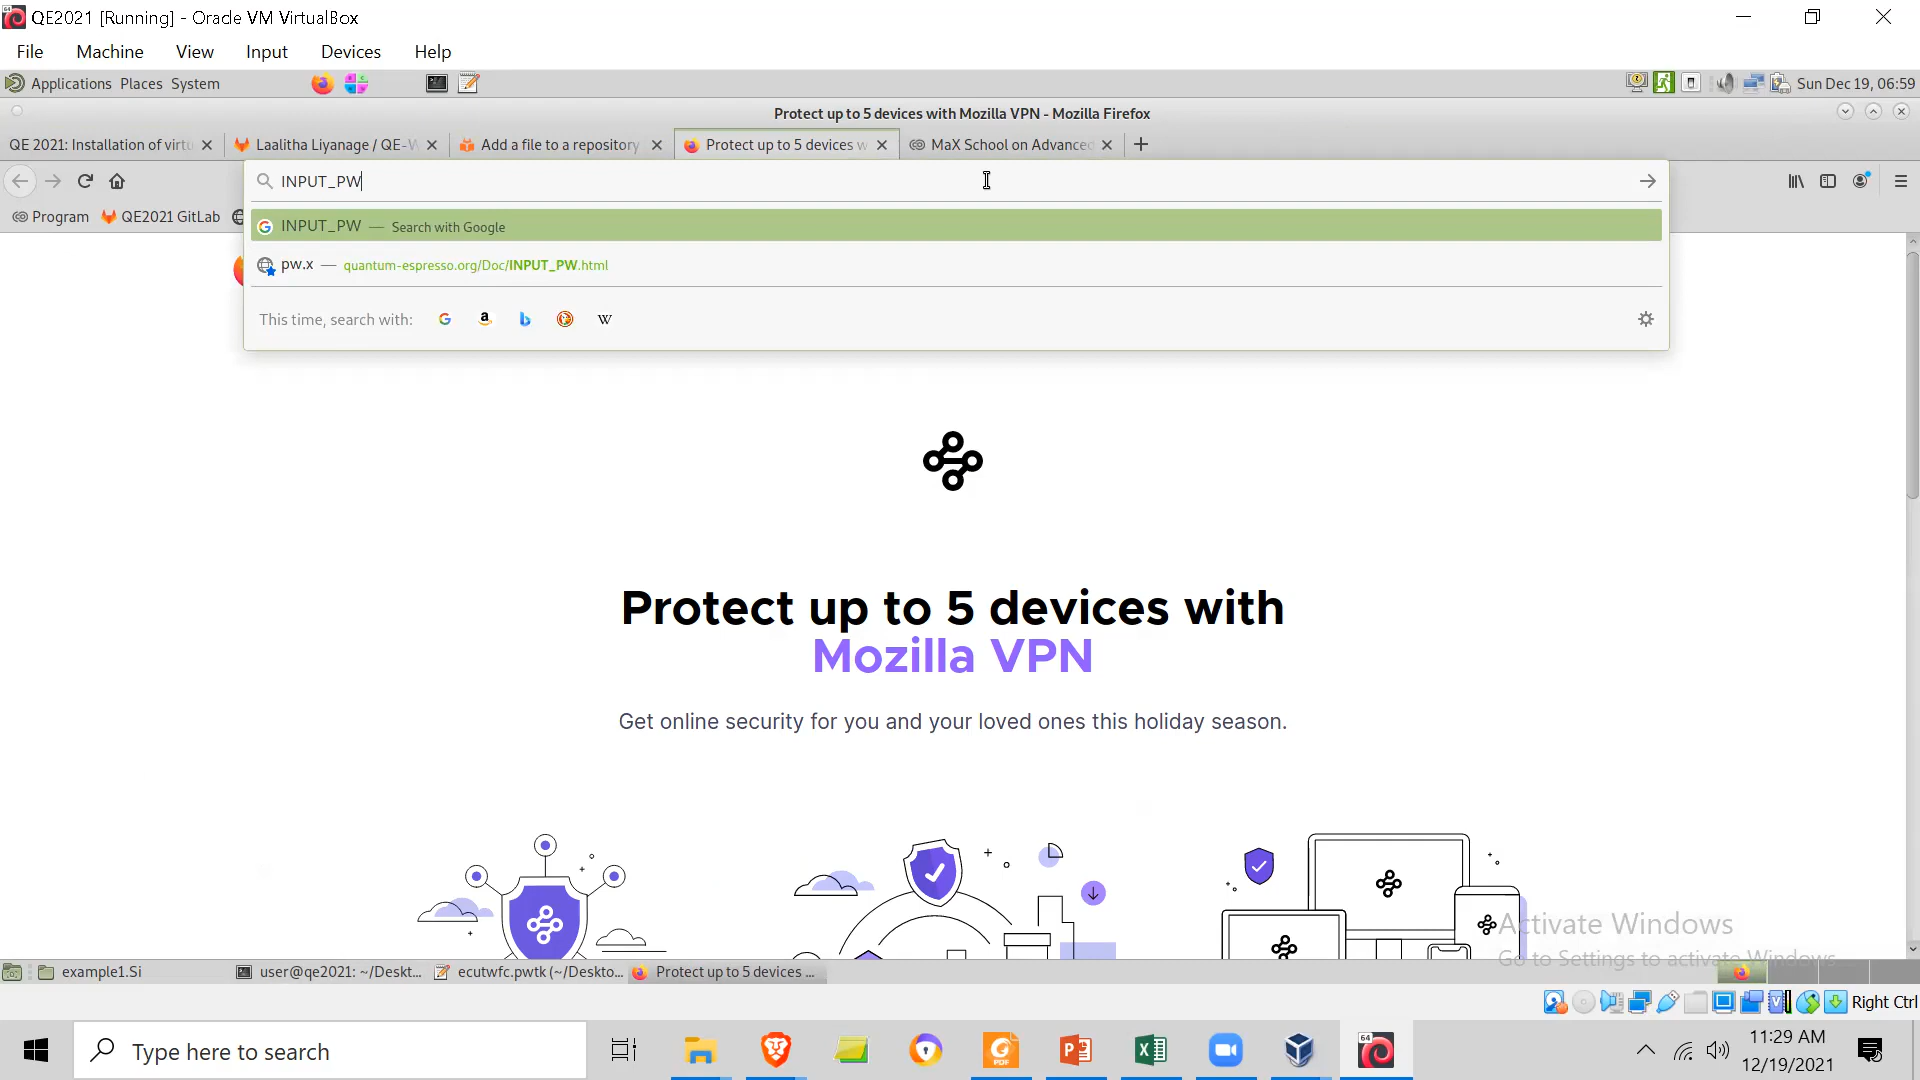 QE2021 [Running] - Oracle VM VirtualBox
File Machine View Input Devices Help
Applications Places System Sun Dec 19, 06:59
Protect up to 5 devices with Mozilla VPN - Mozilla Firefox
QE 2021: Installation of virtu Laalitha Liyanage / QE-W Add a file to a repository Protect up to 5 devices w MaX School on Advanced
INPUT_PW
Program QE2021 GitLab
INPUT_PW — Search with Google
pw.x — quantum-espresso.org/Doc/INPUT_PW.html
This time, search with:
Protect up to 5 devices with
Mozilla VPN
Get online security for you and your loved ones this holiday season.
Activate Windows
Go to Settings to activate Windows.
example1.Si user@qe2021: ~/Deskt... ecutwfc.pwtk (~/Deskto... Protect up to 5 devices ...
Right Ctrl
Type here to search
11:29 AM
12/19/2021